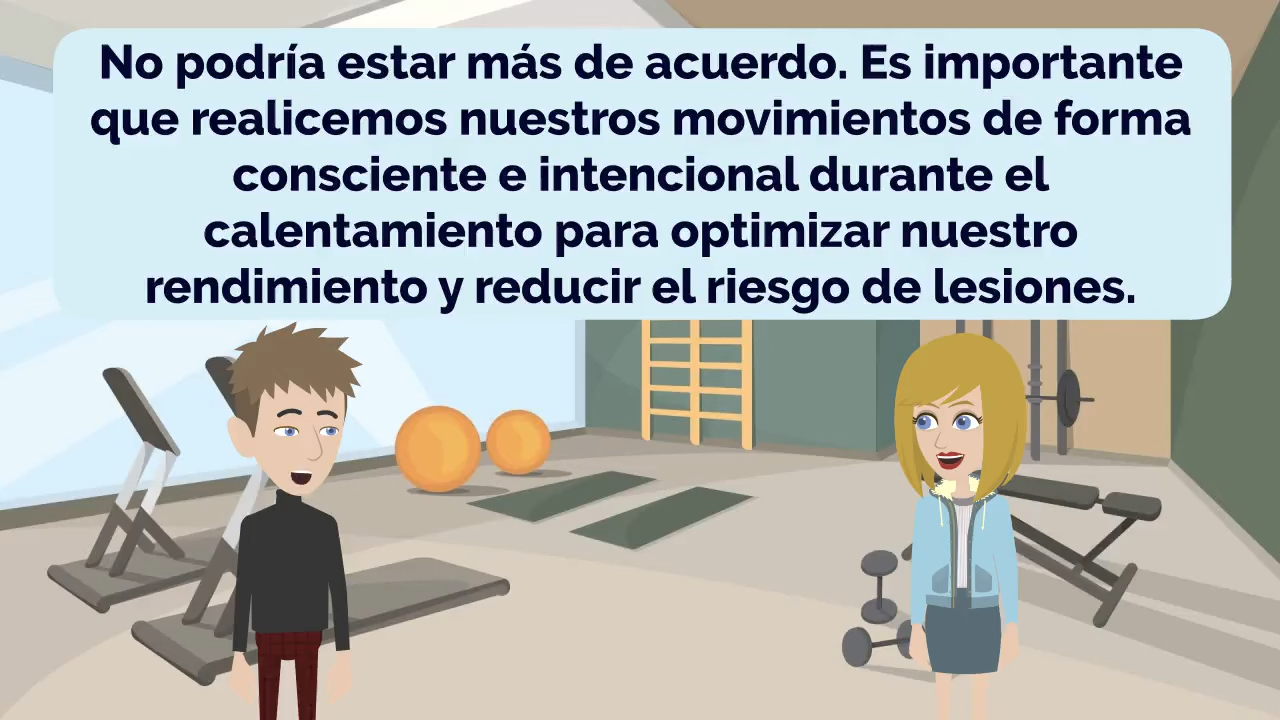 No podría estar más de acuerdo. Es importante
que realicemos nuestros movimientos de forma
consciente e intencional durante el
calentamiento para optimizar nuestro
rendimiento y reducir el riesgo de lesiones.